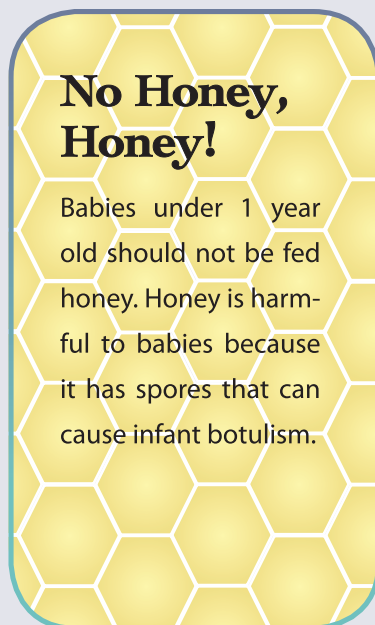 No Honey,
Honey!
Babies under 1 year
old should not be fed
honey. Honey is harm-
ful to babies because
it has spores that can
cause infant botulism.